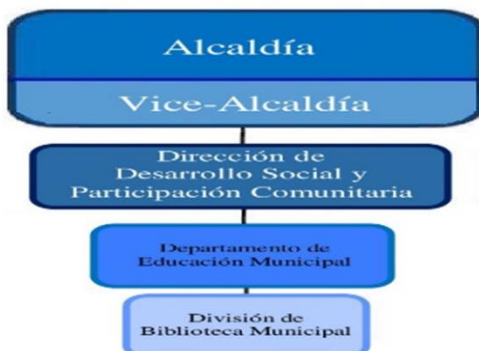 Alcaldía
Vice-Alcaldía
Dirección de
Desarrollo Social y
Participación Comunitaria
Departamento de
Educación Municipal
División de
Biblioteca Municipal